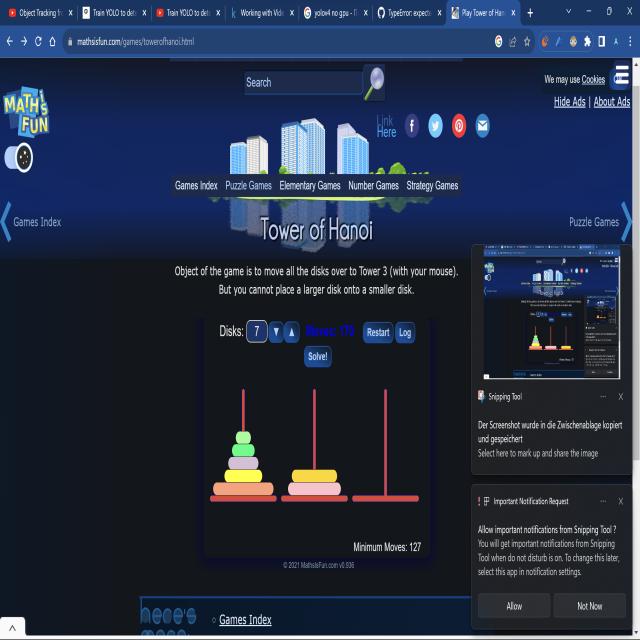 Object Tracking fr
Train YOLO to dete
Train YOLO to dete
Working with Vide
yolov4 no gpu - 
TypeError: expecte
Play Tower of Han
mathsisfun.com/games/towerofhanoi.html
Search
We may use Cookies
Hide Ads | About Ads
MATH'S
FUN
Link
Here
Games Index
Puzzle Games
Elementary Games
Number Games
Strategy Games
Games Index
Puzzle Games
Tower of Hanoi
Object of the game is to move all the disks over to Tower 3 (with your mouse).
But you cannot place a larger disk onto a smaller disk.
Disks: 7 ▼ ▲ Moves: 170 Restart Log
Solve!
Minimum Moves: 127
© 2021 MathsIsFun.com v0.936
Snipping Tool
Der Screenshot wurde in die Zwischenablage kopiert
und gespeichert
Select here to mark up and share the image
Important Notification Request
Allow important notifications from Snipping Tool ?
You will get important notifications from Snipping
Tool when do not disturb is on. To change this later,
select this app in notification settings.
Allow
Not Now
Games Index